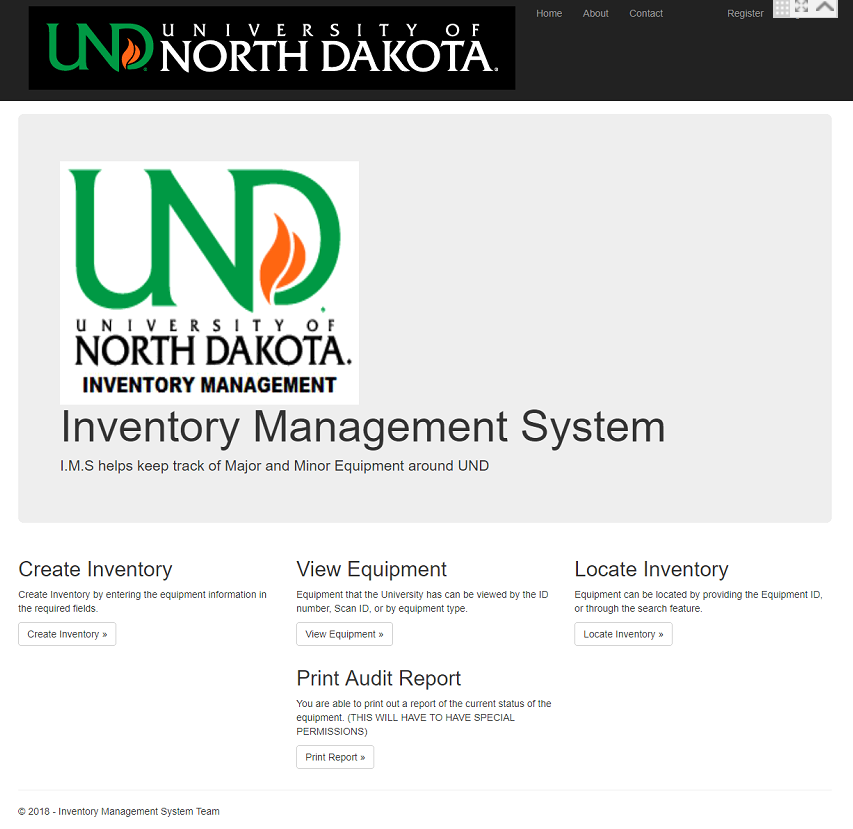 UND UNIVERSITY OF
NORTH DAKOTA.
Home About Contact Register
UND
UNIVERSITY OF
NORTH DAKOTA.
INVENTORY MANAGEMENT
Inventory Management System
I.M.S helps keep track of Major and Minor Equipment around UND
Create Inventory
Create Inventory by entering the equipment information in
the required fields.
Create Inventory »
View Equipment
Equipment that the University has can be viewed by the ID
number, Scan ID, or by equipment type.
View Equipment »
Locate Inventory
Equipment can be located by providing the Equipment ID,
or through the search feature.
Locate Inventory »
Print Audit Report
You are able to print out a report of the current status of the
equipment. (THIS WILL HAVE TO HAVE SPECIAL
PERMISSIONS)
Print Report »
© 2018 - Inventory Management System Team